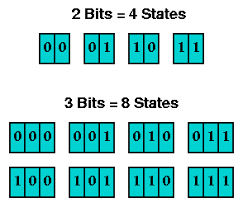 2 Bits = 4 States
0 0 0 1 1 0 1 1
3 Bits = 8 States
0 0 0 0 0 1 0 1 0 0 1 1
1 0 0 1 0 1 1 1 0 1 1 1